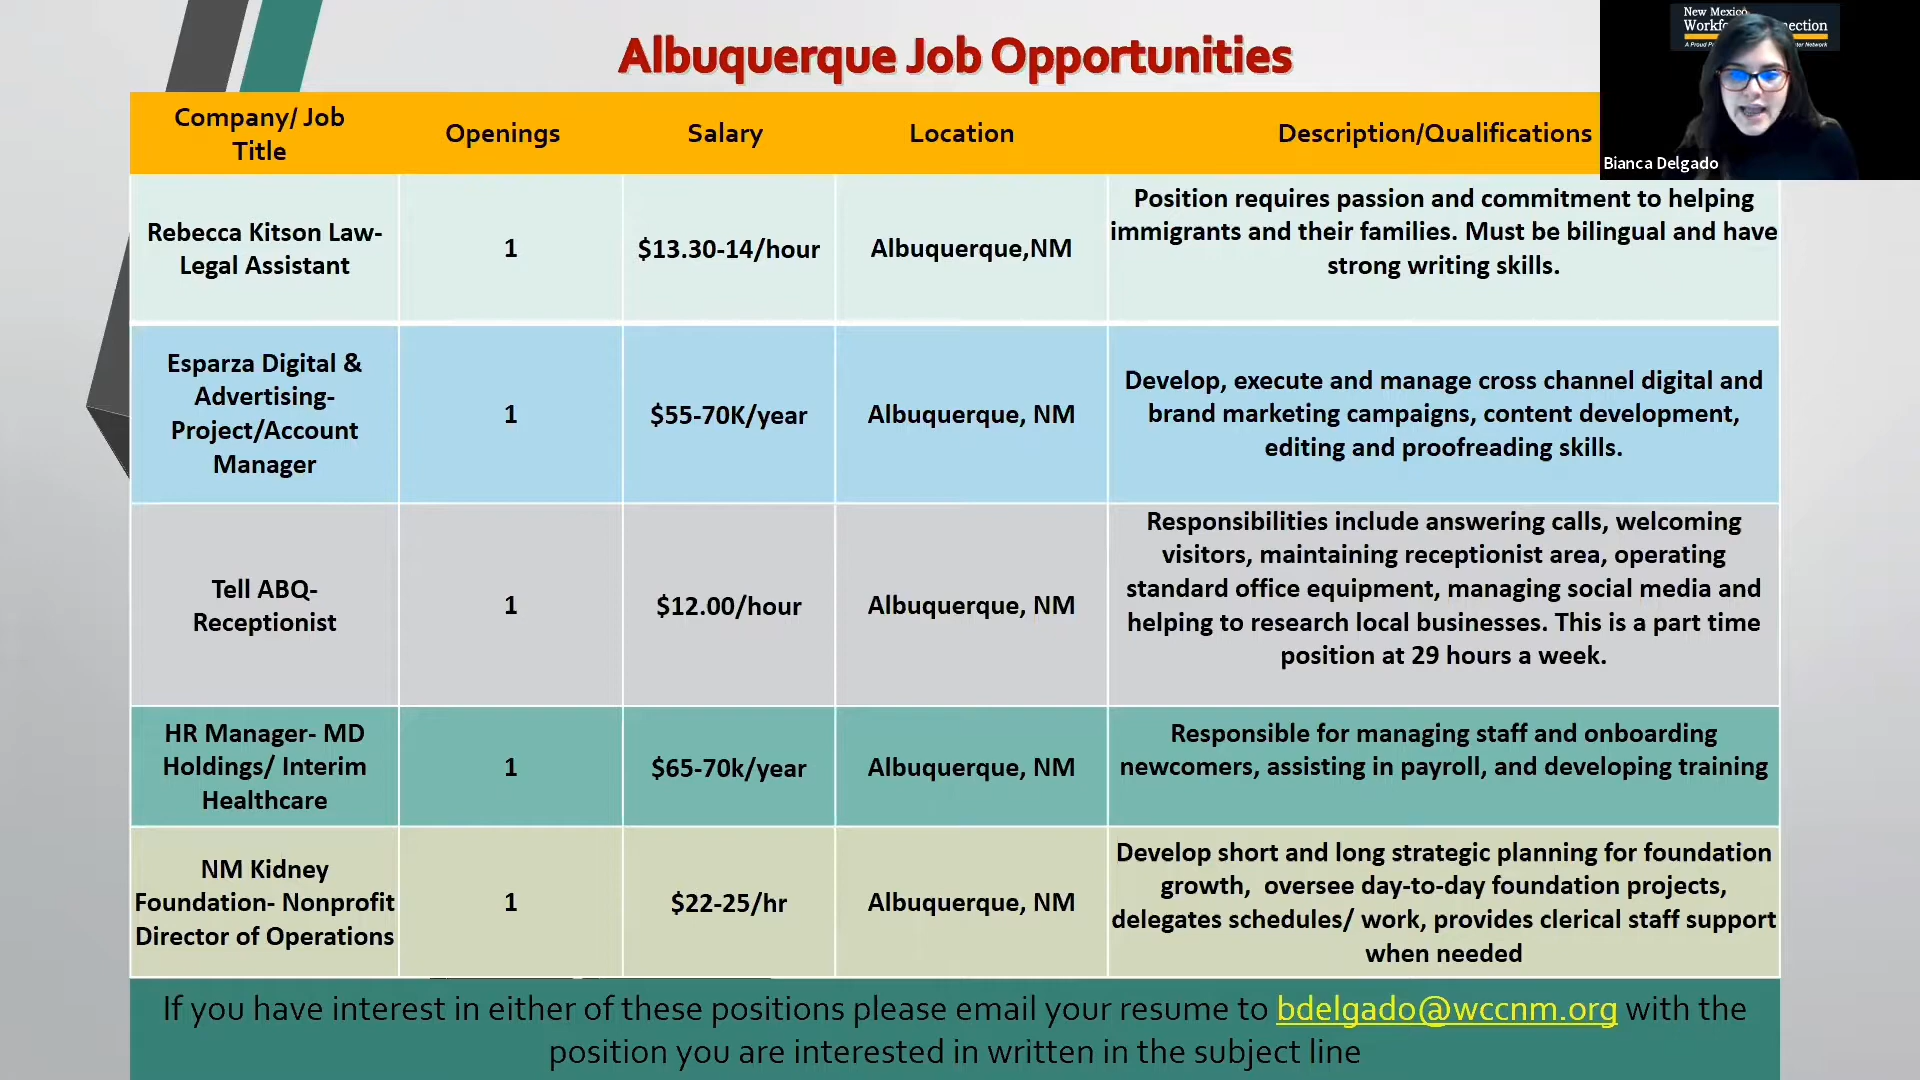 Albuquerque Job Opportunities
New Mexico
Workfo nection
A Proud P ter Network
Bianca Delgado
Company/ Job
Title
Openings
Salary
Location
Description/Qualifications
Rebecca Kitson Law-
Legal Assistant
1
$13.30-14/hour
Albuquerque,NM
Position requires passion and commitment to helping
immigrants and their families. Must be bilingual and have
strong writing skills.
Esparza Digital &
Advertising-
Project/Account
Manager
1
$55-70K/year
Albuquerque, NM
Develop, execute and manage cross channel digital and
brand marketing campaigns, content development,
editing and proofreading skills.
Tell ABQ-
Receptionist
1
$12.00/hour
Albuquerque, NM
Responsibilities include answering calls, welcoming
visitors, maintaining receptionist area, operating
standard office equipment, managing social media and
helping to research local businesses. This is a part time
position at 29 hours a week.
HR Manager- MD
Holdings/ Interim
Healthcare
1
$65-70k/year
Albuquerque, NM
Responsible for managing staff and onboarding
newcomers, assisting in payroll, and developing training
NM Kidney
Foundation- Nonprofit
Director of Operations
1
$22-25/hr
Albuquerque, NM
Develop short and long strategic planning for foundation
growth,  oversee day-to-day foundation projects,
delegates schedules/ work, provides clerical staff support
when needed
If you have interest in either of these positions please email your resume to bdelgado@wccnm.org with the
position you are interested in written in the subject line